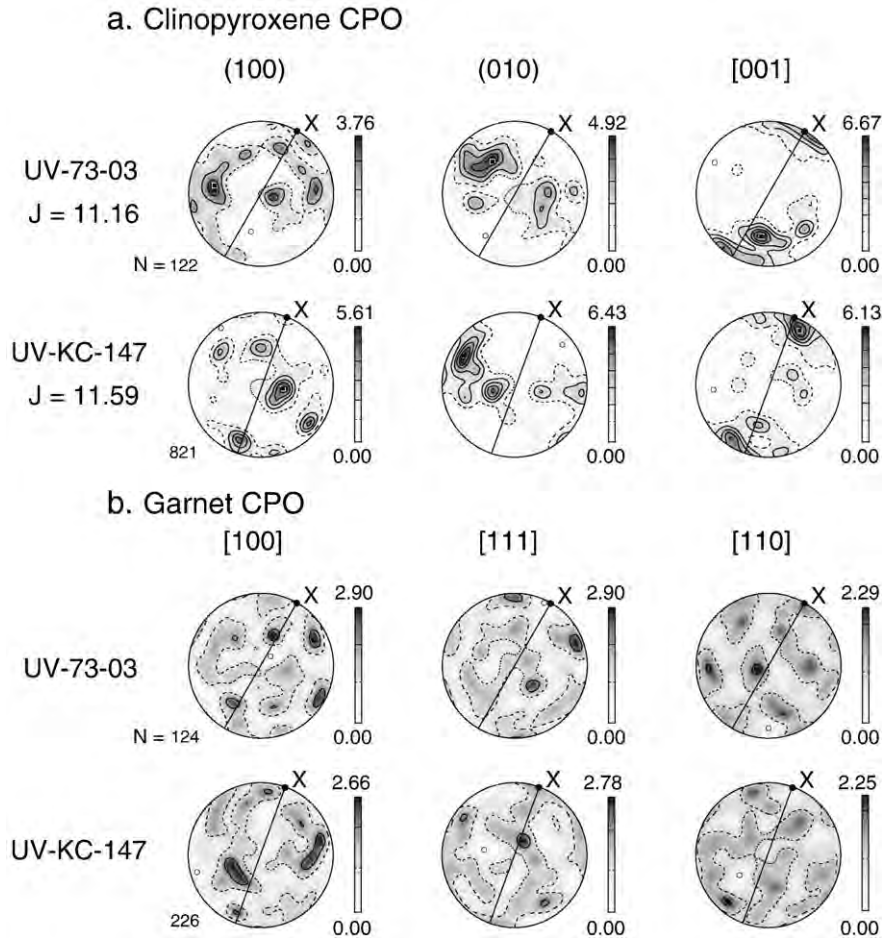 a. Clinopyroxene CPO
(100) (010) [001]
X 3.76 X 4.92 X 6.67
UV-73-03
J = 11.16
N = 122 0.00 0.00 0.00
X 5.61 X 6.43 X 6.13
UV-KC-147
J = 11.59
821 0.00 0.00 0.00
b. Garnet CPO
[100] [111] [110]
X 2.90 X 2.90 X 2.29
UV-73-03
N = 124 0.00 0.00 0.00
X 2.66 X 2.78 X 2.25
UV-KC-147
226 0.00 0.00 0.00